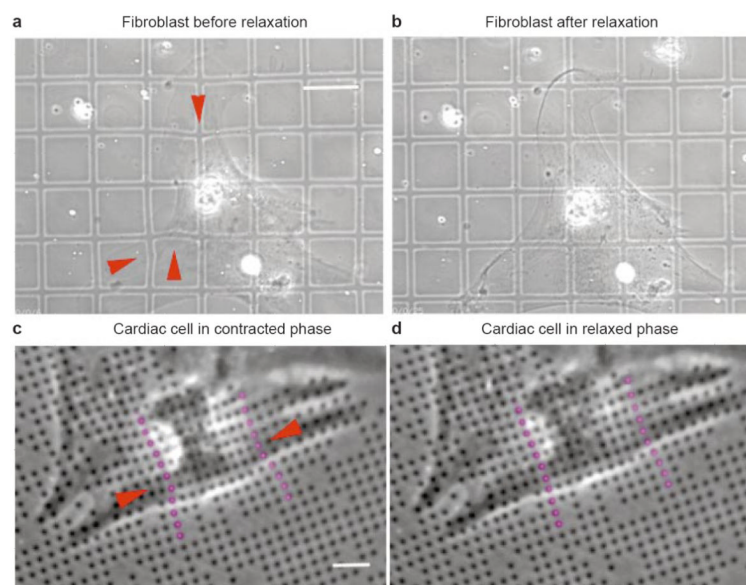 a Fibroblast before relaxation
b Fibroblast after relaxation
c Cardiac cell in contracted phase
d Cardiac cell in relaxed phase